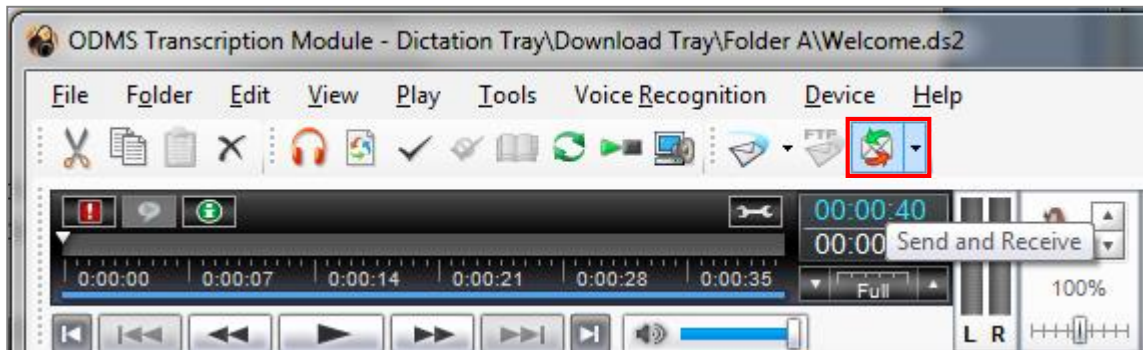 ODMS Transcription Module - Dictation Tray\Download Tray\Folder A\Welcome.ds2
File Folder Edit View Play Tools Voice Recognition Device Help
FTP
00:00:40
00:00
Send and Receive
0:00:00 0:00:07 0:00:14 0:00:21 0:00:28 0:00:35
Full
100%
L R